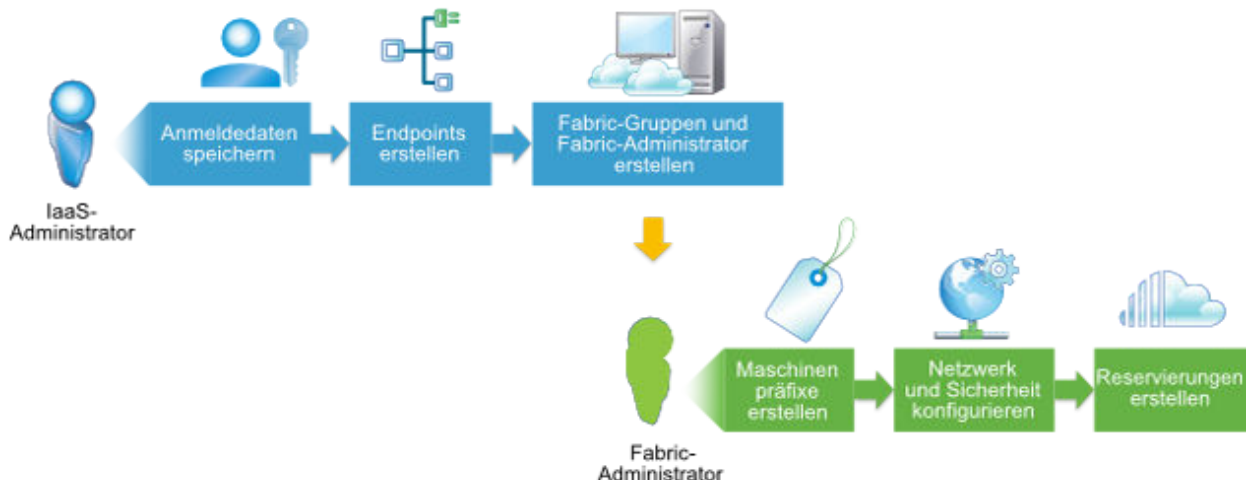 Anmeldedaten
speichern
Endpoints
erstellen
Fabric-Gruppen und
Fabric-Administrator
erstellen
IaaS-
Administrator
Maschinen
präfixe
erstellen
Netzwerk
und Sicherheit
konfigurieren
Reservierungen
erstellen
Fabric-
Administrator